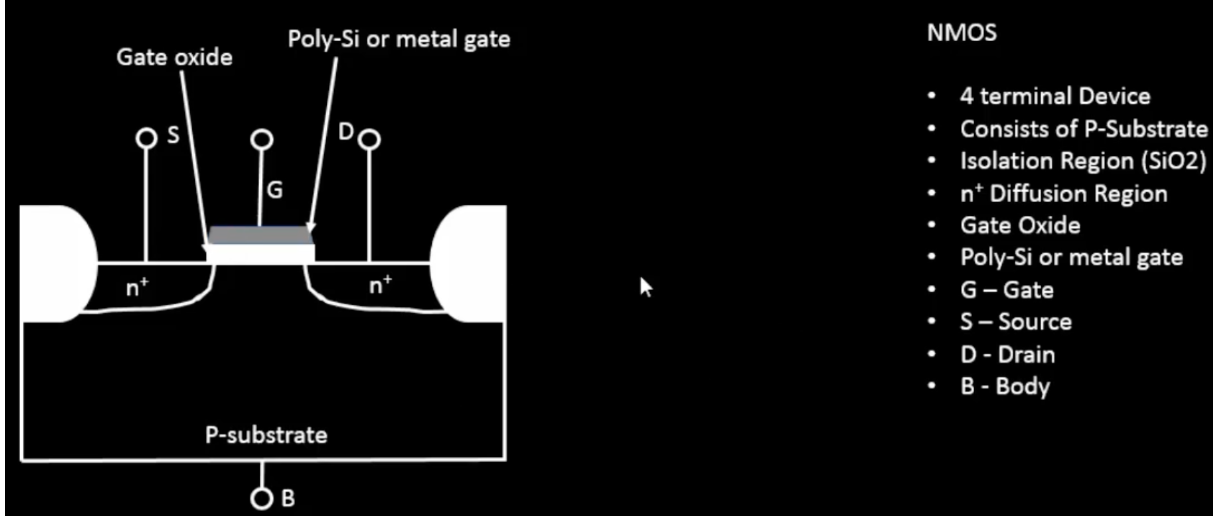 Gate oxide
Poly-Si or metal gate
S
D
G
n⁺
n⁺
P-substrate
B
NMOS
• 4 terminal Device
• Consists of P-Substrate
• Isolation Region (SiO2)
• n⁺ Diffusion Region
• Gate Oxide
• Poly-Si or metal gate
• G – Gate
• S – Source
• D - Drain
• B - Body